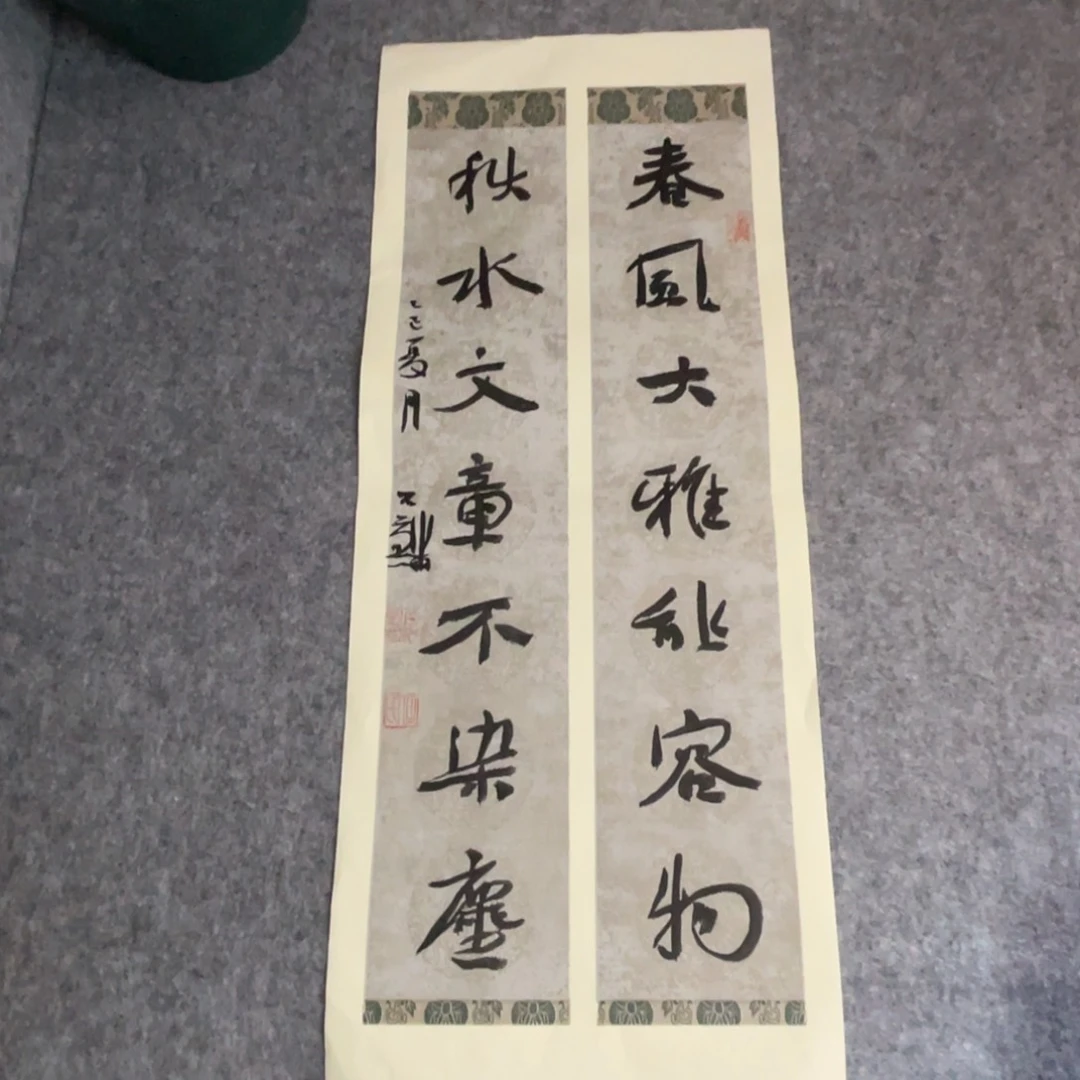 春風大雅能容物
秋水文章不染塵
乙巳夏月